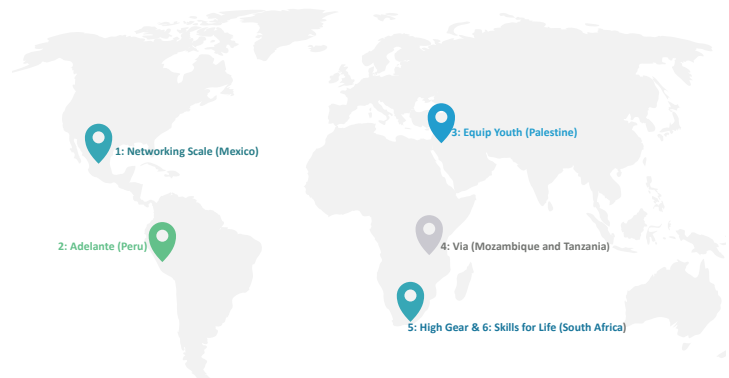 1: Networking Scale (Mexico)
2: Adelante (Peru)
3: Equip Youth (Palestine)
4: Via (Mozambique and Tanzania)
5: High Gear & 6: Skills for Life (South Africa)